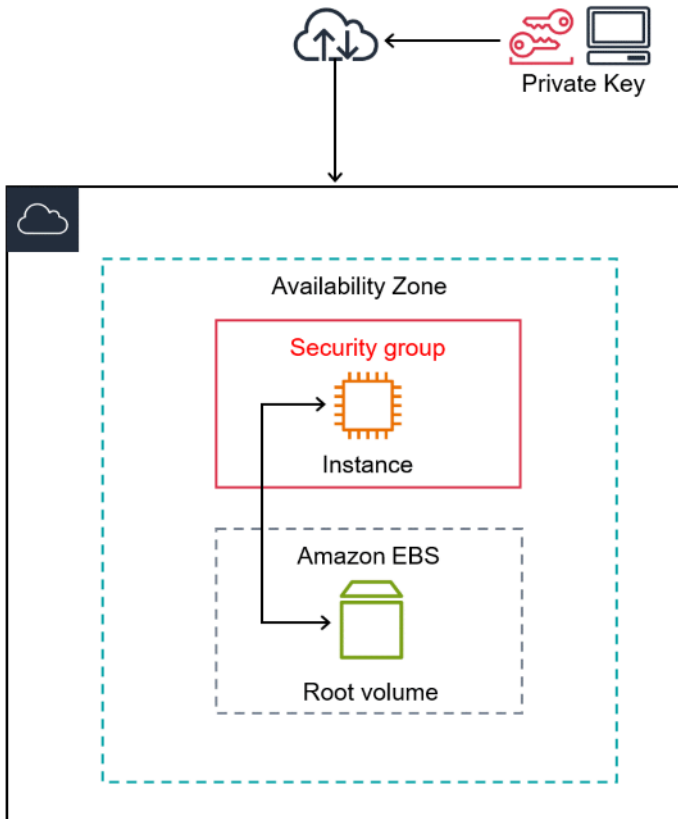 Private Key
Availability Zone
Security group
Instance
Amazon EBS
Root volume